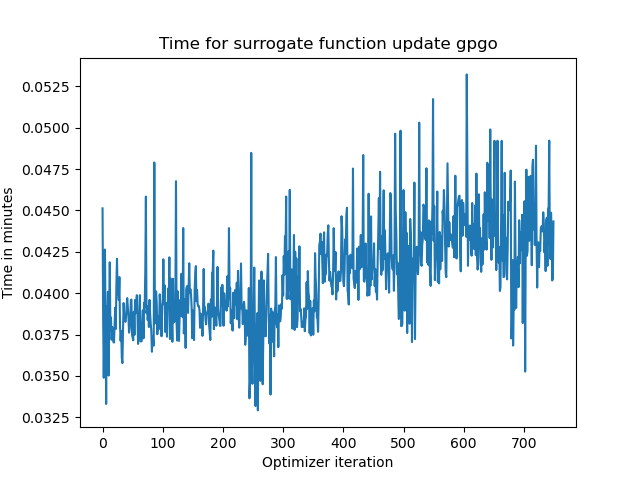 Time for surrogate function update gpgo
0.0525
0.0500
0.0475
0.0450
0.0425
0.0400
0.0375
0.0350
0.0325
Time in minutes
0 100 200 300 400 500 600 700
Optimizer iteration